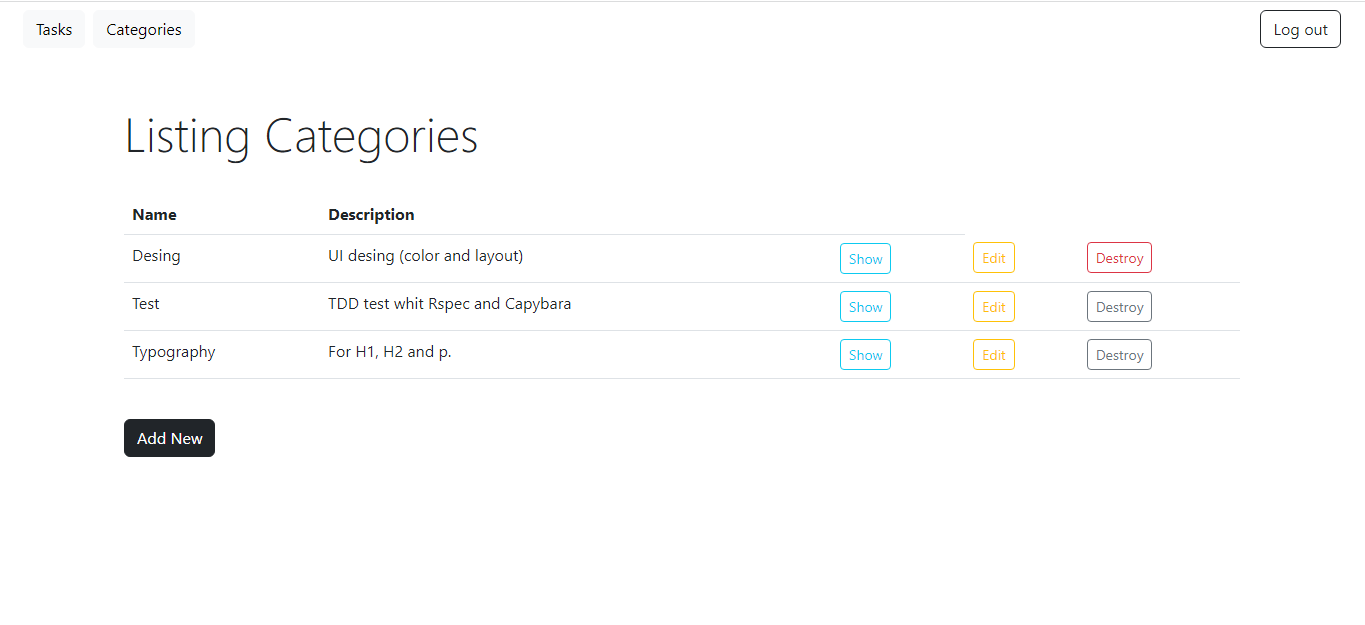 Tasks Categories Log out
Listing Categories
Name Description
Desing UI desing (color and layout) Show Edit Destroy
Test TDD test whit Rspec and Capybara Show Edit Destroy
Typography For H1, H2 and p. Show Edit Destroy
Add New